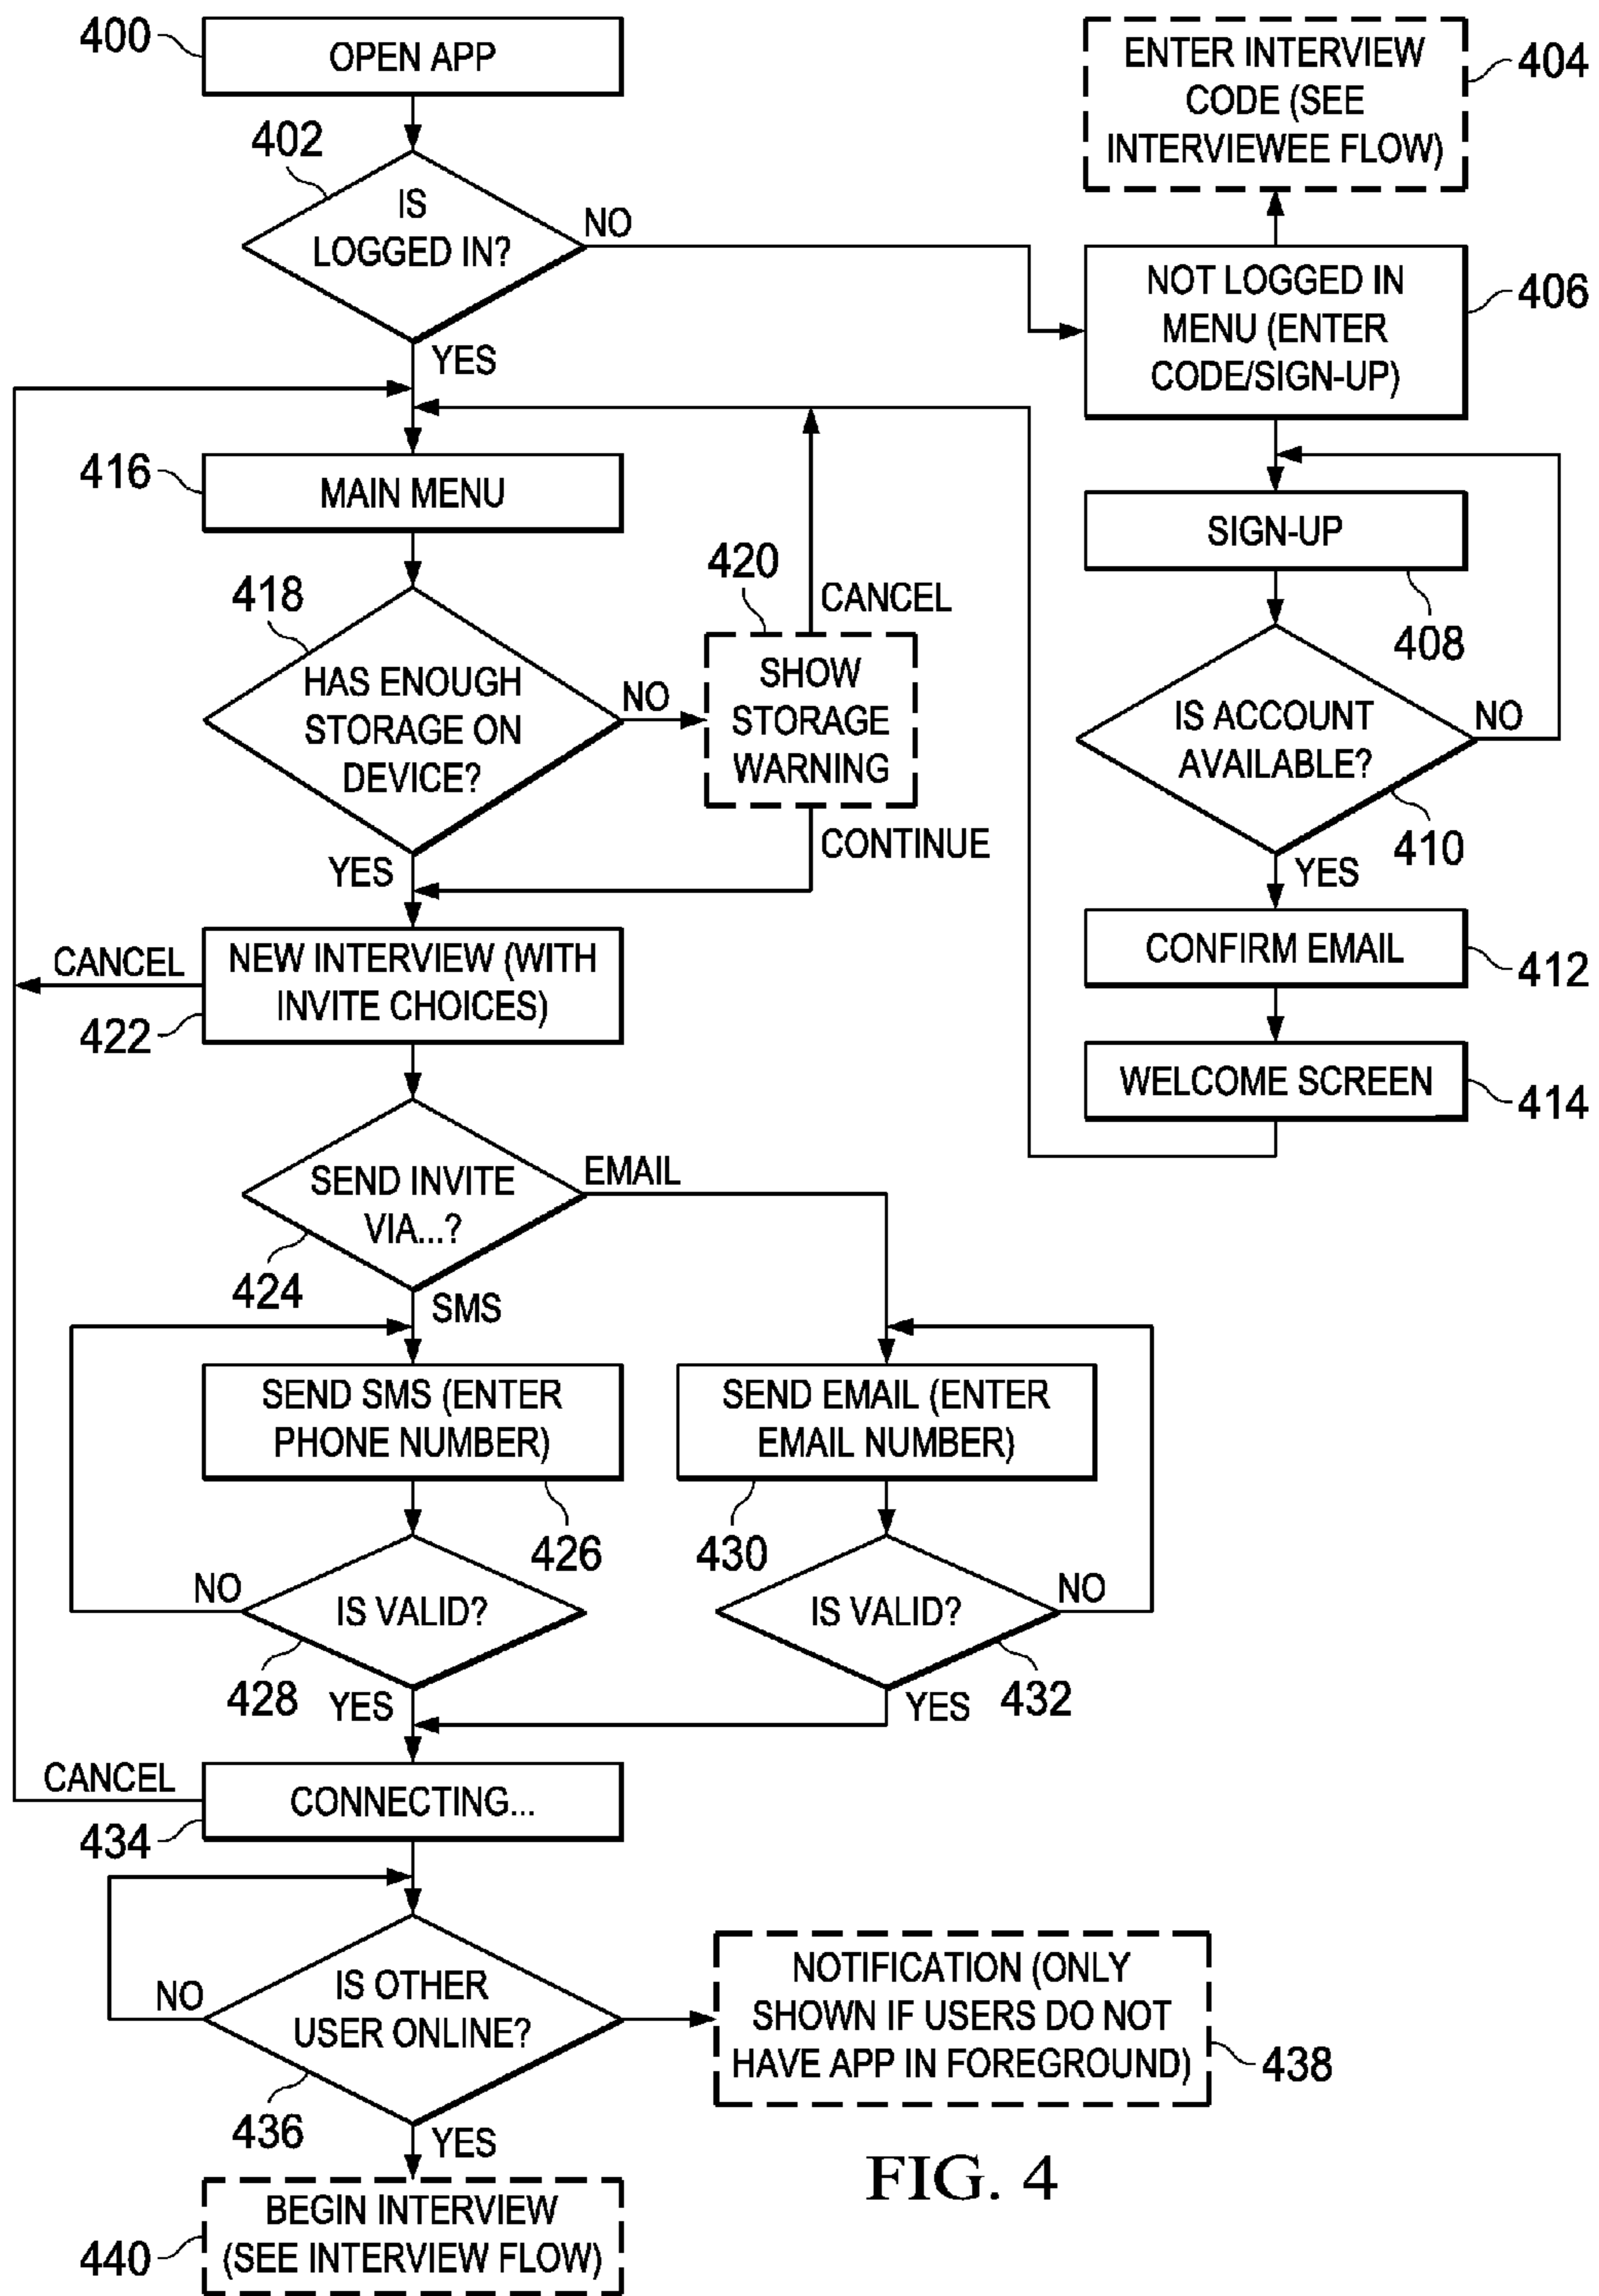 400
OPEN APP
402
IS
LOGGED IN?
NO
YES
ENTER INTERVIEW
CODE (SEE
INTERVIEWEE FLOW)
404
NOT LOGGED IN
MENU (ENTER
CODE/SIGN-UP)
406
416
MAIN MENU
SIGN-UP
408
418
HAS ENOUGH
STORAGE ON
DEVICE?
NO
YES
420
CANCEL
SHOW
STORAGE
WARNING
CONTINUE
IS ACCOUNT
AVAILABLE?
NO
410
YES
CONFIRM EMAIL
412
WELCOME SCREEN
414
CANCEL
NEW INTERVIEW (WITH
INVITE CHOICES)
422
SEND INVITE
VIA...?
EMAIL
424
SMS
SEND SMS (ENTER
PHONE NUMBER)
426
SEND EMAIL (ENTER
EMAIL NUMBER)
430
NO
IS VALID?
428
YES
IS VALID?
NO
432
YES
CANCEL
CONNECTING...
434
NO
IS OTHER
USER ONLINE?
436
YES
NOTIFICATION (ONLY
SHOWN IF USERS DO NOT
HAVE APP IN FOREGROUND)
438
BEGIN INTERVIEW
(SEE INTERVIEW FLOW)
440
FIG. 4